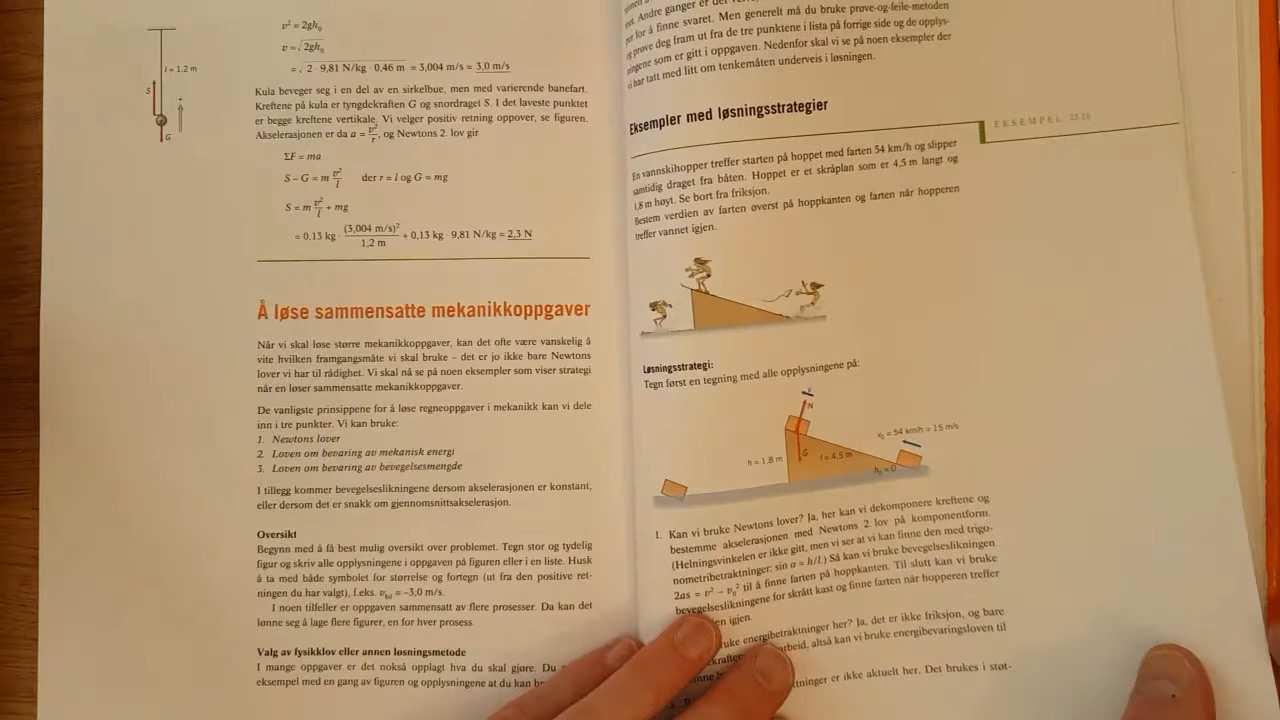 v² = 2gh₀
v = √2gh₀
= √2 · 9,81 N/kg · 0,46 m = 3,004 m/s = 3,0 m/s
l = 1,2 m
S
+
G
Kula beveger seg i en del av en sirkelbue, men med varierende banefart.
Kreftene på kula er tyngdekraften G og snordraget S. I det laveste punktet
er begge kreftene vertikale. Vi velger positiv retning oppover, se figuren.
Akselerasjonen er da a = v²/r, og Newtons 2. lov gir
ΣF = ma
S – G = m v²/l der r = l og G = mg
S = m v²/l + mg
= 0,13 kg · (3,004 m/s)²/1,2 m + 0,13 kg · 9,81 N/kg = 2,3 N
Å løse sammensatte mekanikkoppgaver
Når vi skal løse større mekanikkoppgaver, kan det ofte være vanskelig å
vite hvilken framgangsmåte vi skal bruke – det er jo ikke bare Newtons
lover vi har til rådighet. Vi skal nå se på noen eksempler som viser strategi
når en løser sammensatte mekanikkoppgaver.
De vanligste prinsippene for å løse regneoppgaver i mekanikk kan vi dele
inn i tre punkter. Vi kan bruke:
1. Newtons lover
2. Loven om bevaring av mekanisk energi
3. Loven om bevaring av bevegelsesmengde
I tillegg kommer bevegelseslikningene dersom akselerasjonen er konstant,
eller dersom det er snakk om gjennomsnittsakselerasjon.
Oversikt
Begynn med å få best mulig oversikt over problemet. Tegn stor og tydelig
figur og skriv alle opplysningene i oppgaven på figuren eller i en liste. Husk
å ta med både symbolet for størrelse og fortegn (ut fra den positive ret-
ningen du har valgt), f.eks. = –3,0 m/s.
I noen tilfeller er oppgaven sammensatt av flere prosesser. Da kan det
lønne seg å lage flere figurer, en for hver prosess.
Valg av fysikklov eller annen løsningsmetode
I mange oppgaver er det nokså opplagt hva du skal gjøre. Du
eksempel med en gang av figuren og opplysningene at du kan
Andre ganger er det
for å finne svaret. Men generelt må du bruke prøve-og-feile-metoden
og prøve deg fram ut fra de tre punktene i lista på forrige side og de opplys-
ningene som er gitt i oppgaven. Nedenfor skal vi se på noen eksempler der
vi har tatt med litt om tenkemåten underveis i løsningen.
Eksempler med løsningsstrategier
EKSEMPEL
En vannskihopper treffer starten på hoppet med farten 54 km/h og slipper
samtidig draget fra båten. Hoppet er et skråplan som er 4,5 m langt og
1,8 m høyt. Se bort fra friksjon.
Bestem verdien av farten øverst på hoppkanten og farten når hopperen
treffer vannet igjen.
Løsningsstrategi:
Tegn først en tegning med alle opplysningene på:
v
N
G
h = 1,8 m
l = 4,5 m
v₀ = 54 km/h = 15 m/s
h₀ = 0
1. Kan vi bruke Newtons lover? Ja, her kan vi dekomponere kreftene og
bestemme akselerasjonen med Newtons 2. lov på komponentform.
(Helningsvinkelen er ikke gitt, men vi ser at vi kan finne den med trigo-
nometribetraktninger: sin α = h/l.) Så kan vi bruke bevegelseslikningen
2as = v² – v₀² til å finne farten på hoppkanten. Til slutt kan vi bruke
bevegelseslikningene for skrått kast og finne farten når hopperen treffer
igjen.
energibetraktninger her? Ja, det er ikke friksjon, og bare
arbeid, altså kan vi bruke energibevaringsloven til
er ikke aktuelt her. Det brukes i støt-